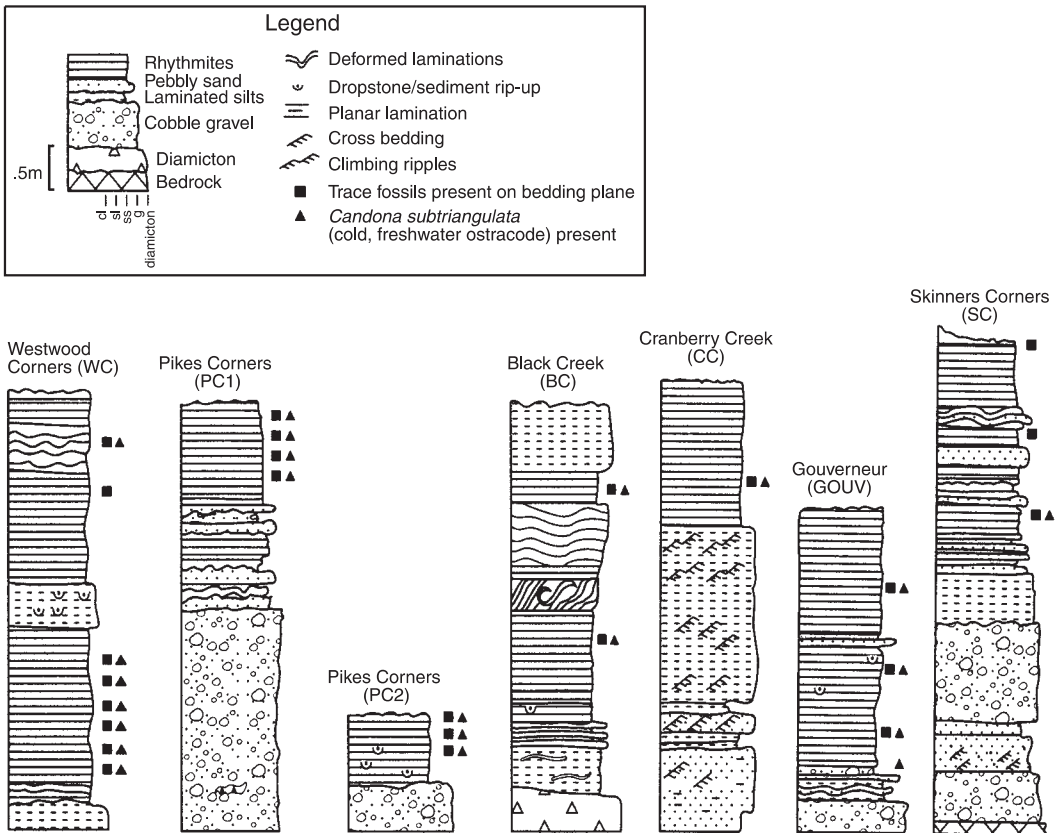 Legend
Rhythmites
Pebbly sand
Laminated silts
Cobble gravel
Diamicton
Bedrock
.5m
cl
sl
ss
g
diamicton
Deformed laminations
Dropstone/sediment rip-up
Planar lamination
Cross bedding
Climbing ripples
Trace fossils present on bedding plane
Candona subtriangulata
(cold, freshwater ostracode) present
Westwood
Corners (WC)
Pikes Corners
(PC1)
Pikes Corners
(PC2)
Black Creek
(BC)
Cranberry Creek
(CC)
Gouverneur
(GOUV)
Skinners Corners
(SC)